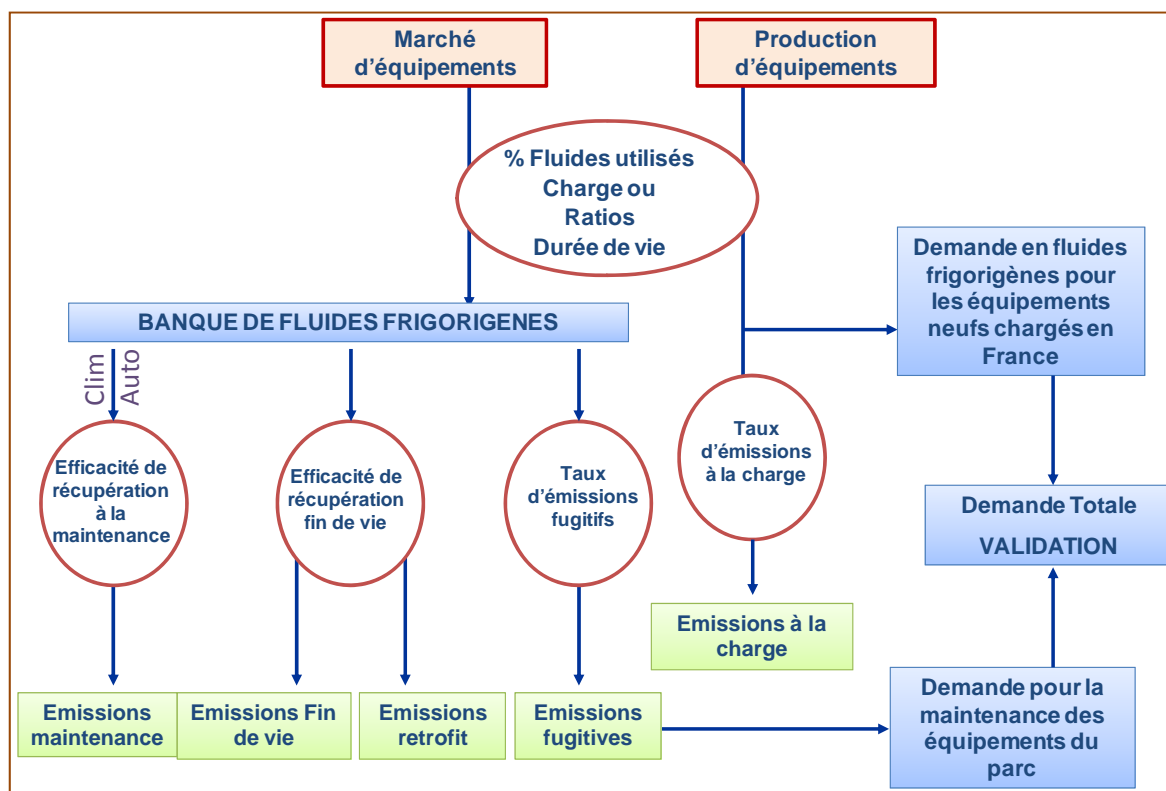 Marché
d'équipements
Production
d'équipements
% Fluides utilisés
Charge ou
Ratios
Durée de vie
Demande en fluides
frigorigènes pour
les équipements
neufs chargés en
France
BANQUE DE FLUIDES FRIGORIGENES
Clim
Auto
Efficacité de
récupération
à la
maintenance
Efficacité de
récupération
fin de vie
Taux
d'émissions
fugitifs
Taux
d'émissions
à la charge
Demande Totale
VALIDATION
Emissions à la
charge
Emissions
maintenance
Emissions Fin
de vie
Emissions
retrofit
Emissions
fugitives
Demande pour la
maintenance des
équipements du
parc